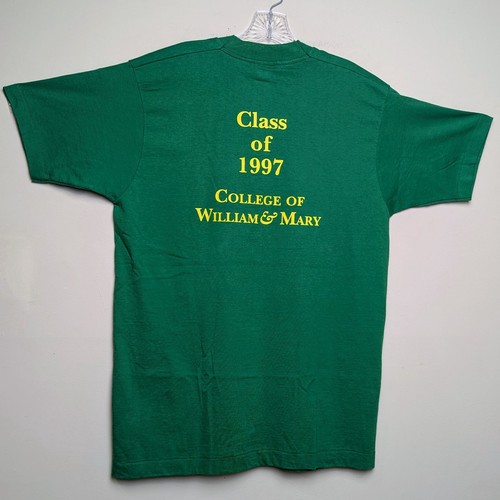 Class
of
1997
COLLEGE OF
WILLIAM & MARY